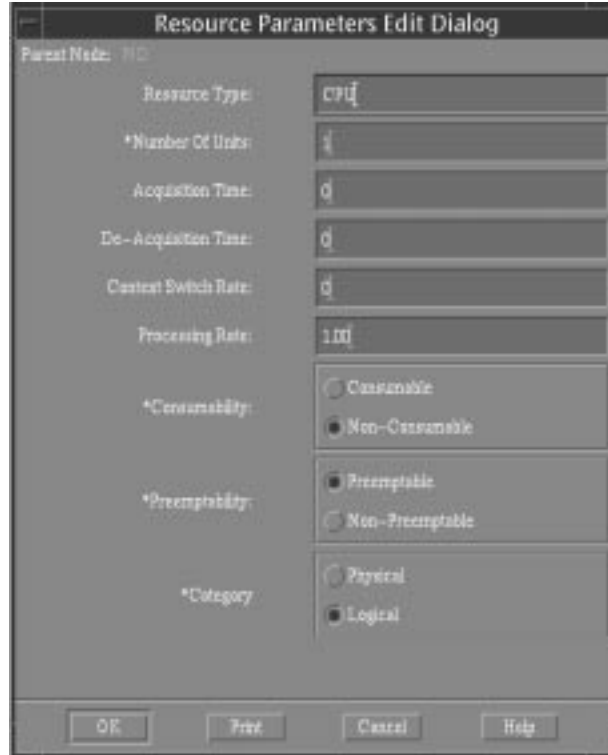 Resource Parameters Edit Dialog
Parent Node:
Resource Type: CPU
*Number Of Units: 1
Acquisition Time: 0
De-Acquisition Time: 0
Context Switch Rate: 0
Processing Rate: 1.00
*Consumability:
Consumable
Non-Consumable
*Preemptability:
Preemptable
Non-Preemptable
*Category
Physical
Logical
OK Print Cancel Help